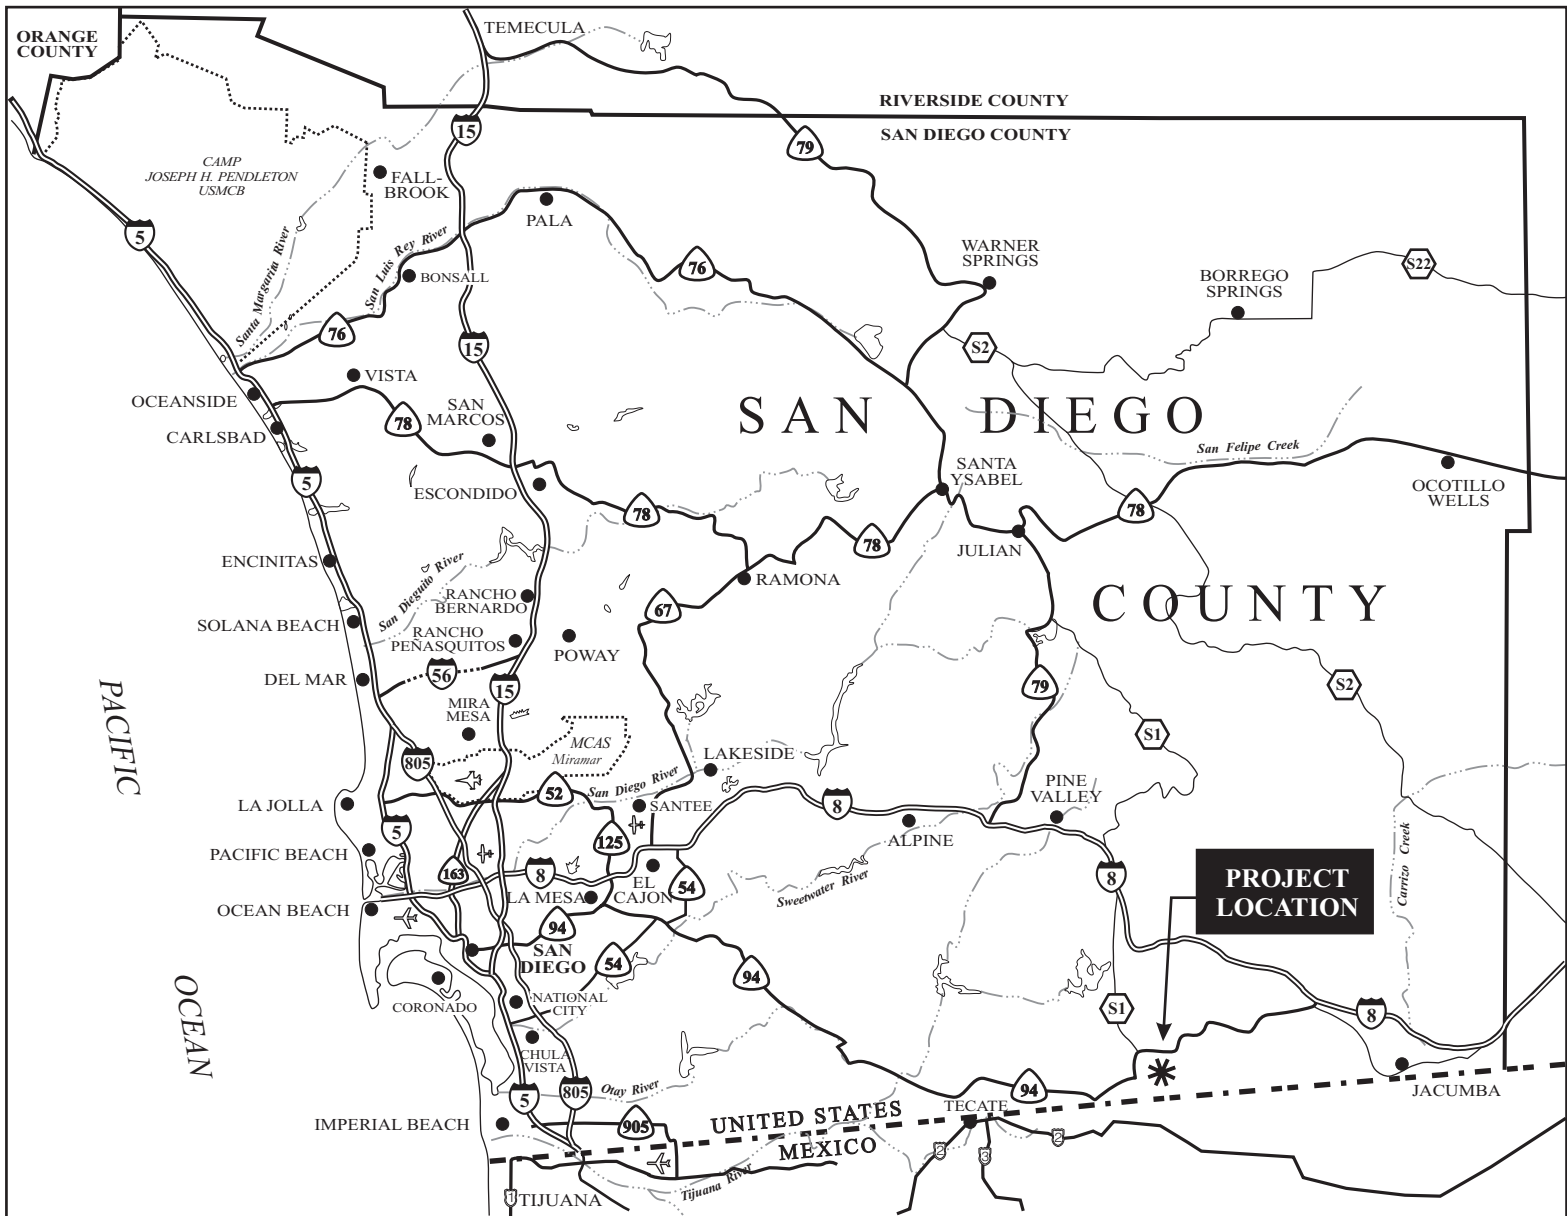 TEMECULA
ORANGE
COUNTY
RIVERSIDE COUNTY
SAN DIEGO COUNTY
15
79
CAMP
JOSEPH H. PENDLETON
USMCB
FALL-
BROOK
PALA
5
Santa Margarita River
San Luis Rey River
BONSALL
76
WARNER
SPRINGS
BORREGO
SPRINGS
S22
76
15
S2
VISTA
OCEANSIDE
CARLSBAD
78
SAN
MARCOS
SAN DIEGO
San Felipe Creek
5
ESCONDIDO
SANTA
YSABEL
OCOTILLO
WELLS
78
78
78
JULIAN
ENCINITAS
San Dieguito River
RAMONA
RANCHO
BERNARDO
67
COUNTY
SOLANA BEACH
RANCHO
PEÑASQUITOS
POWAY
56
DEL MAR
15
79
S2
PACIFIC
MIRA
MESA
S1
MCAS
Miramar
805
LAKESIDE
San Diego River
PINE
VALLEY
LA JOLLA
52
SANTEE
8
5
125
ALPINE
PACIFIC BEACH
163
8
EL
CAJON
54
8
Carrizo Creek
LA MESA
Sweetwater River
PROJECT
LOCATION
OCEAN BEACH
94
SAN
DIEGO
54
94
OCEAN
CORONADO
NATIONAL
CITY
S1
8
CHULA
VISTA
Otay River
5
805
94
JACUMBA
IMPERIAL BEACH
905
UNITED STATES
TECATE
MEXICO
2
3
2
Tijuana River
1
TIJUANA